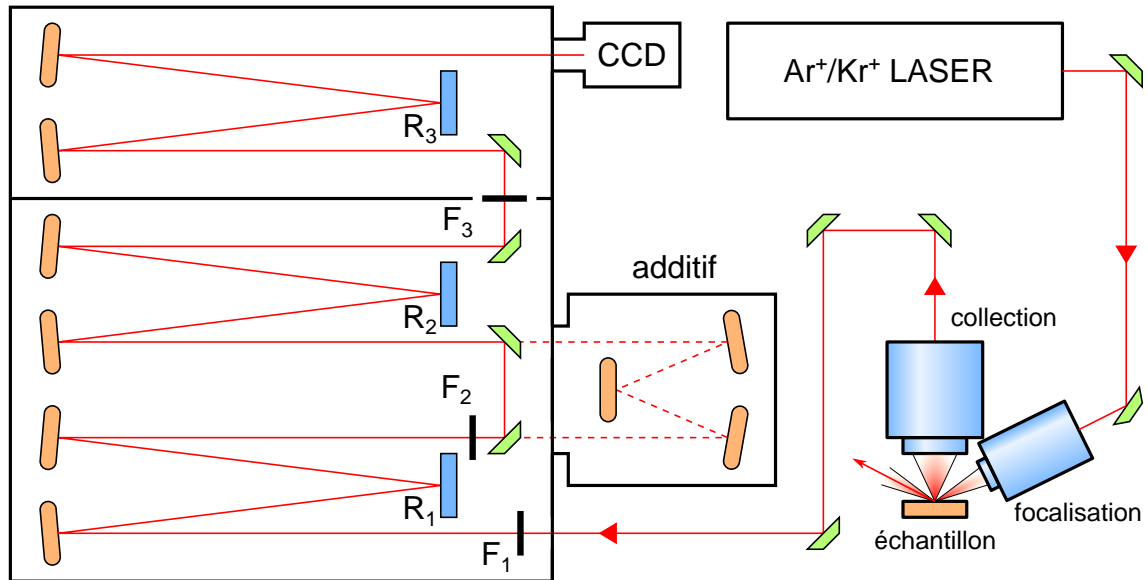 CCD
Ar⁺/Kr⁺ LASER
R₃
F₃
additif
R₂
collection
F₂
R₁
focalisation
F₁
échantillon